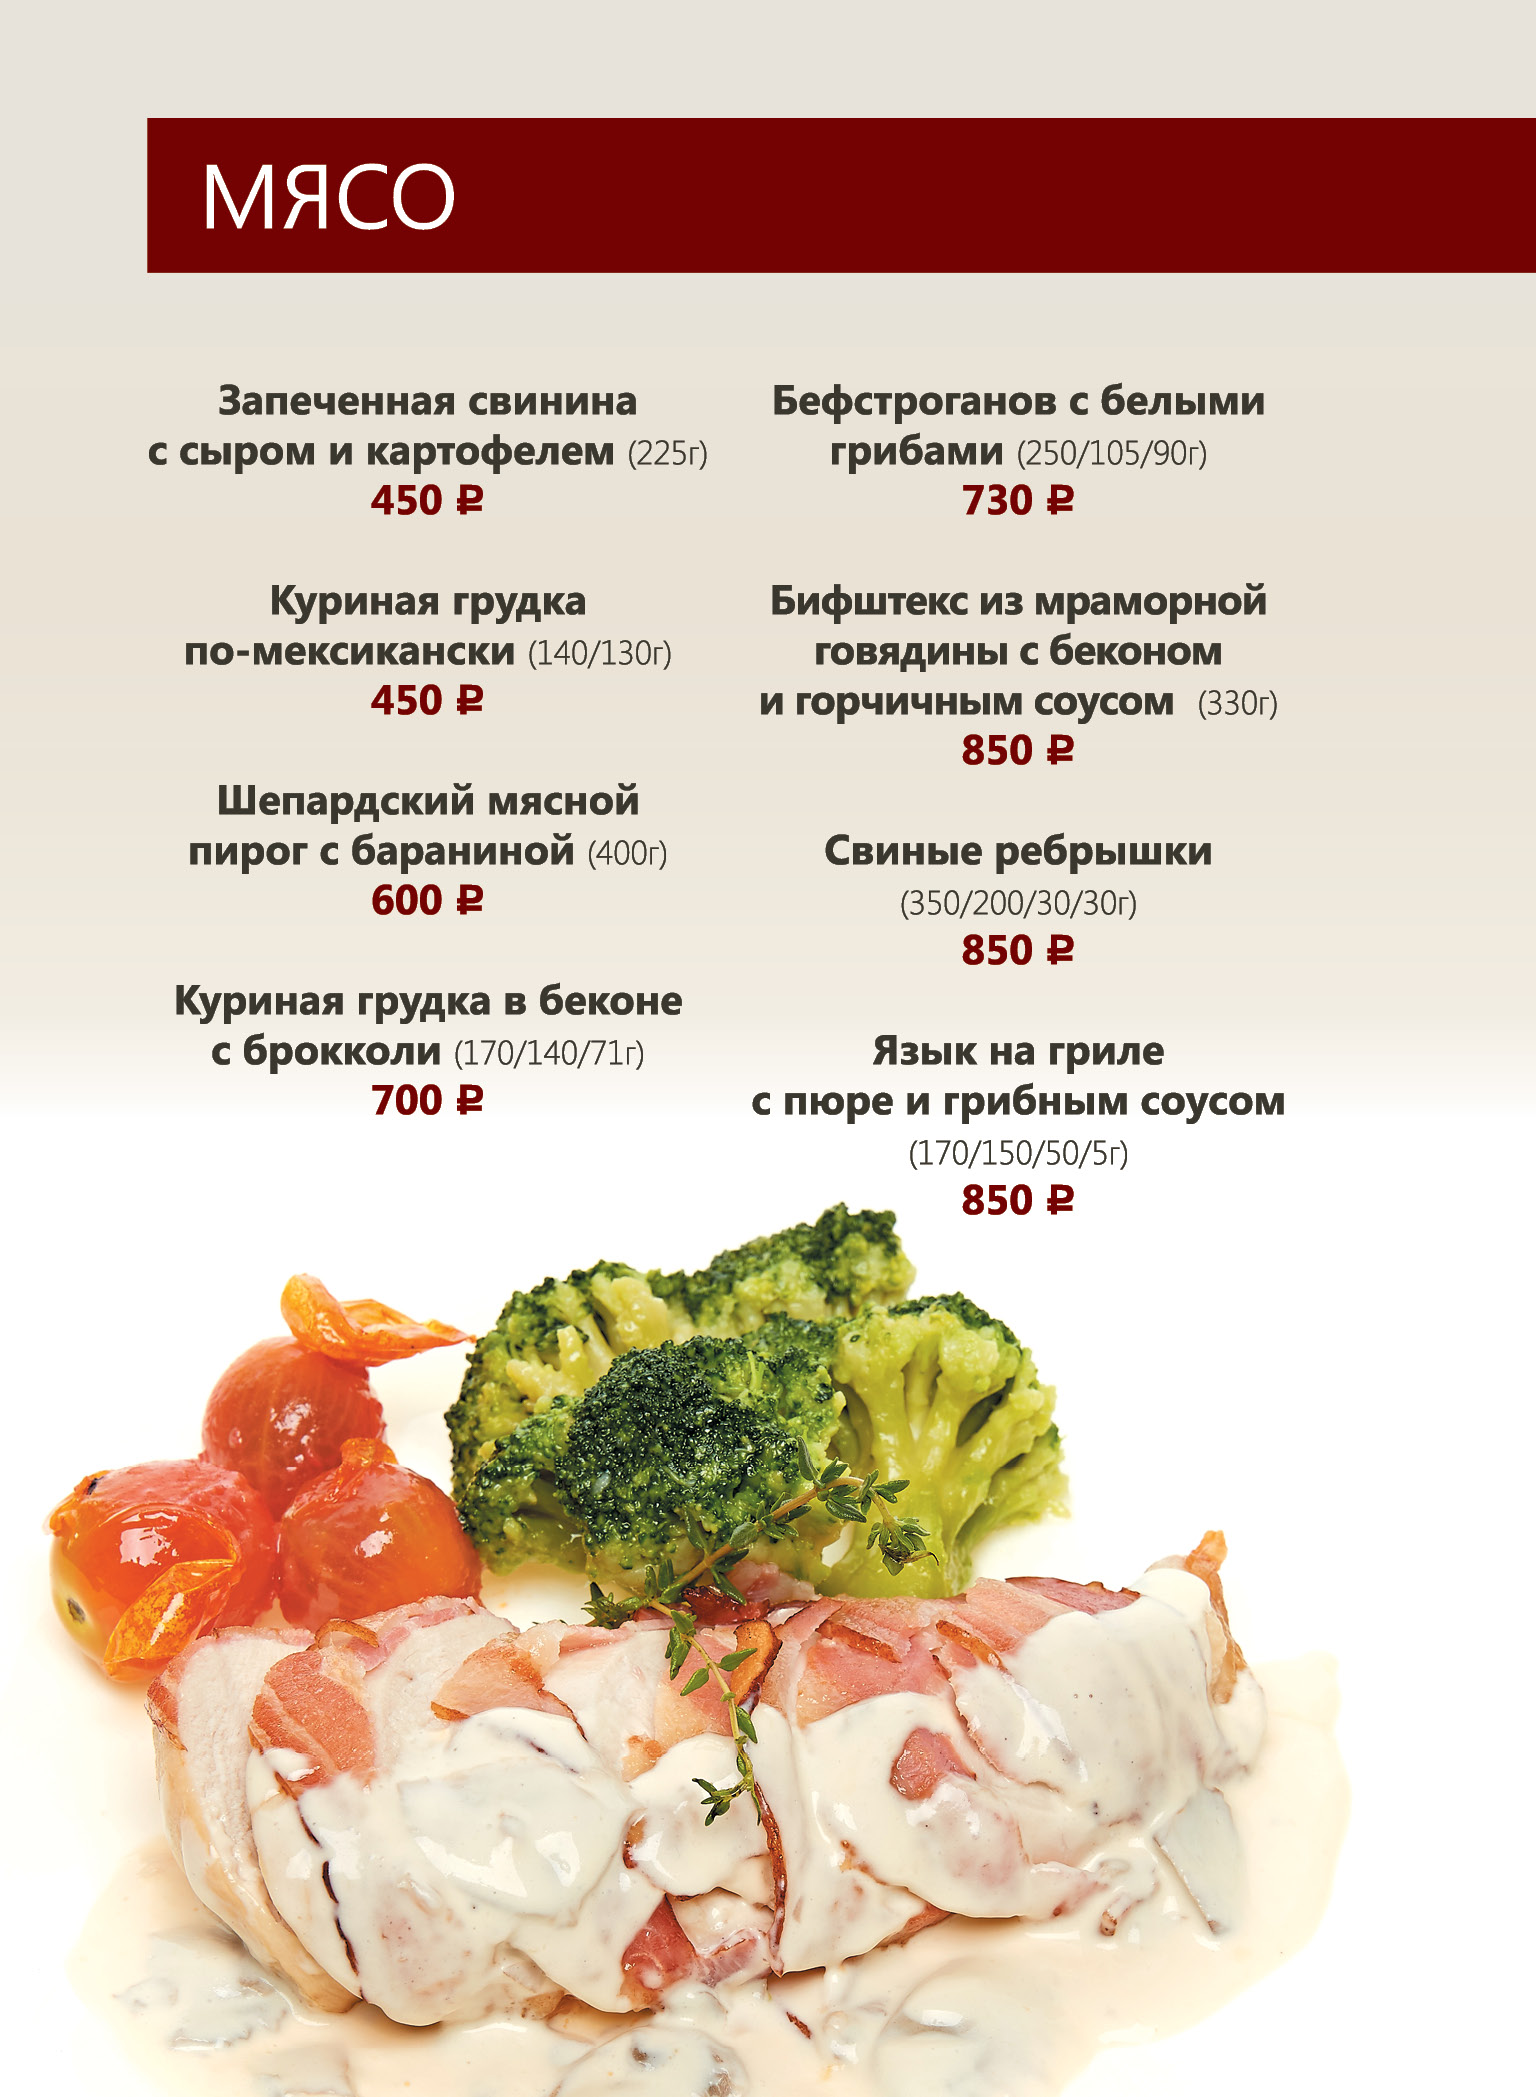 МЯСО
Запеченная свинина
с сыром и картофелем (225г)
450 ₽
Куриная грудка
по-мексикански (140/130г)
450 ₽
Шепардский мясной
пирог с бараниной (400г)
600 ₽
Куриная грудка в беконе
с брокколи (170/140/71г)
700 ₽
Бефстроганов с белыми
грибами (250/105/90г)
730 ₽
Бифштекс из мраморной
говядины с беконом
и горчичным соусом (330г)
850 ₽
Свиные ребрышки
(350/200/30/30г)
850 ₽
Язык на гриле
с пюре и грибным соусом
(170/150/50/5г)
850 ₽